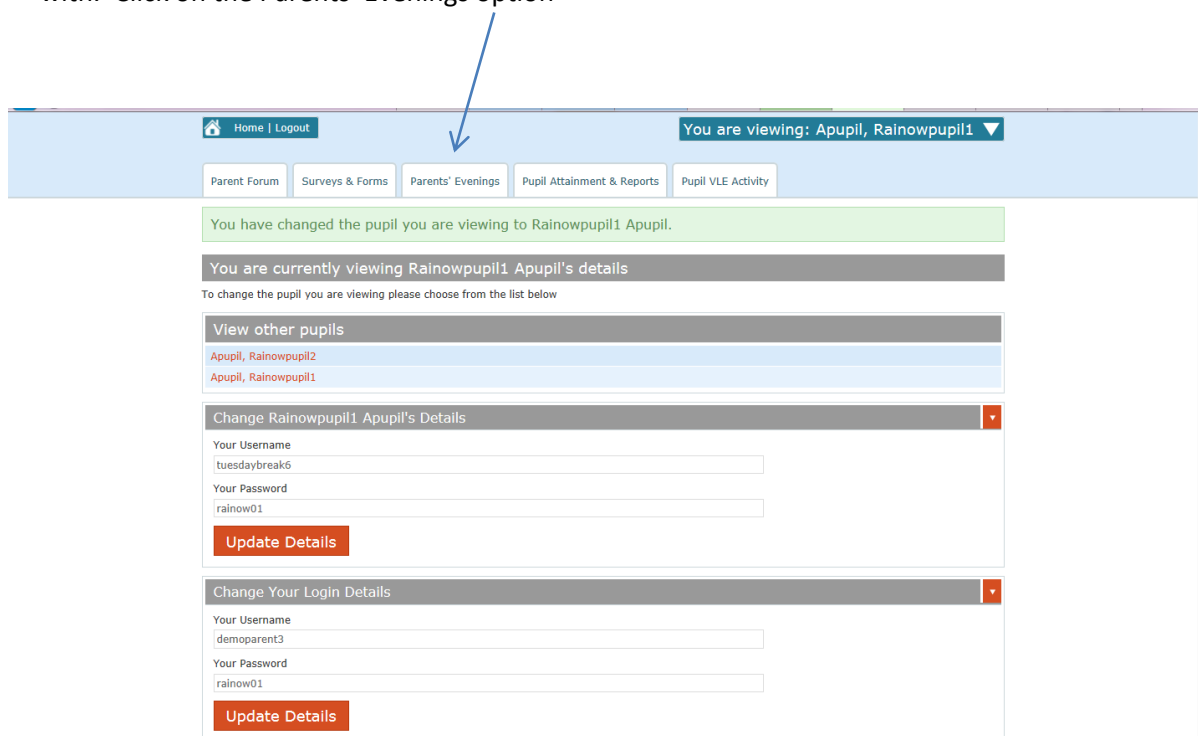 with. Click on the Parents' Evenings option
Home | Logout
You are viewing: Apupil, Rainowpupil1
Parent Forum
Surveys & Forms
Parents' Evenings
Pupil Attainment & Reports
Pupil VLE Activity
You have changed the pupil you are viewing to Rainowpupil1 Apupil.
You are currently viewing Rainowpupil1 Apupil's details
To change the pupil you are viewing please choose from the list below
View other pupils
Apupil, Rainowpupil2
Apupil, Rainowpupil1
Change Rainowpupil1 Apupil's Details
Your Username
tuesdaybreak6
Your Password
rainow01
Update Details
Change Your Login Details
Your Username
demoparent3
Your Password
rainow01
Update Details